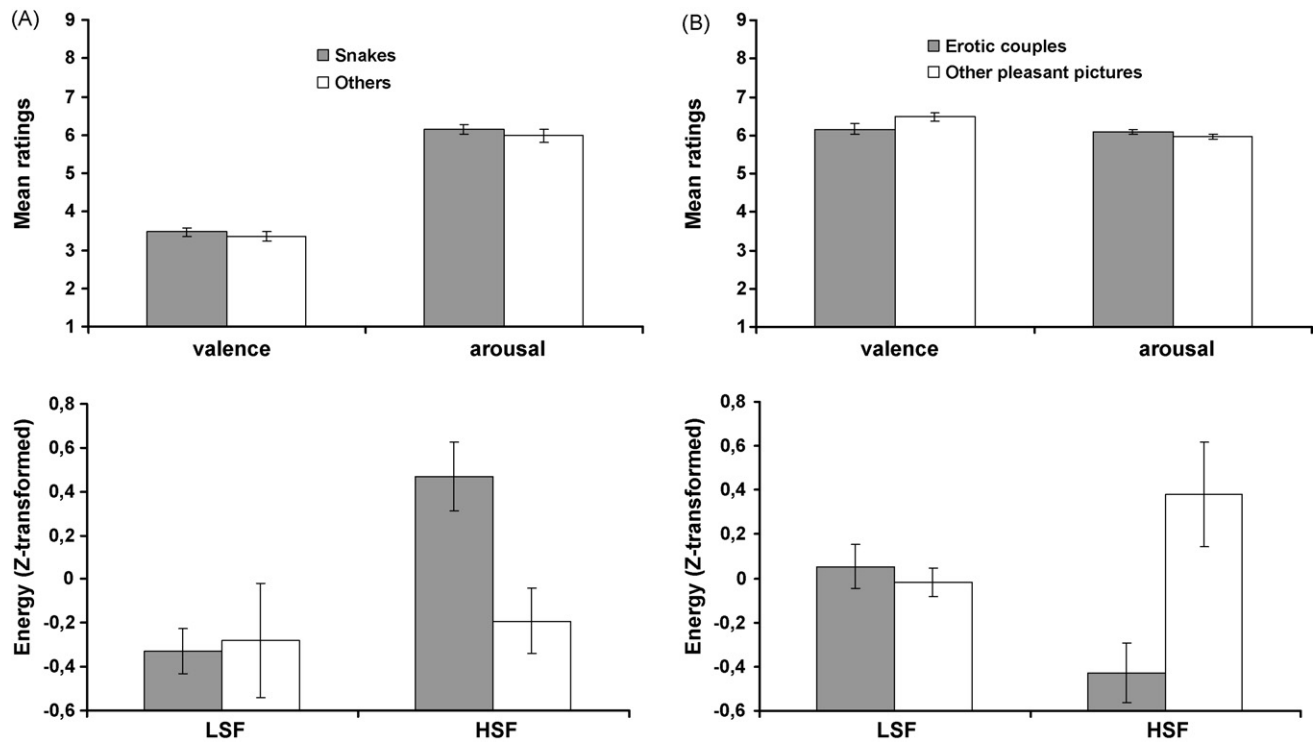 (A)
Mean ratings
9
8
7
6
5
4
3
2
1
Snakes
Others
valence
arousal
(B)
Mean ratings
9
8
7
6
5
4
3
2
1
Erotic couples
Other pleasant pictures
valence
arousal
Energy (Z-transformed)
0,8
0,6
0,4
0,2
0
-0,2
-0,4
-0,6
LSF
HSF
Energy (Z-transformed)
0,8
0,6
0,4
0,2
0
-0,2
-0,4
-0,6
LSF
HSF